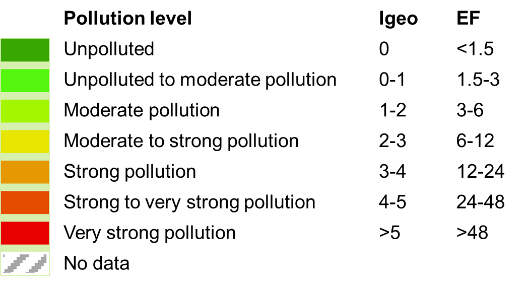 Pollution level Igeo EF
Unpolluted 0 <1.5
Unpolluted to moderate pollution 0-1 1.5-3
Moderate pollution 1-2 3-6
Moderate to strong pollution 2-3 6-12
Strong pollution 3-4 12-24
Strong to very strong pollution 4-5 24-48
Very strong pollution >5 >48
No data